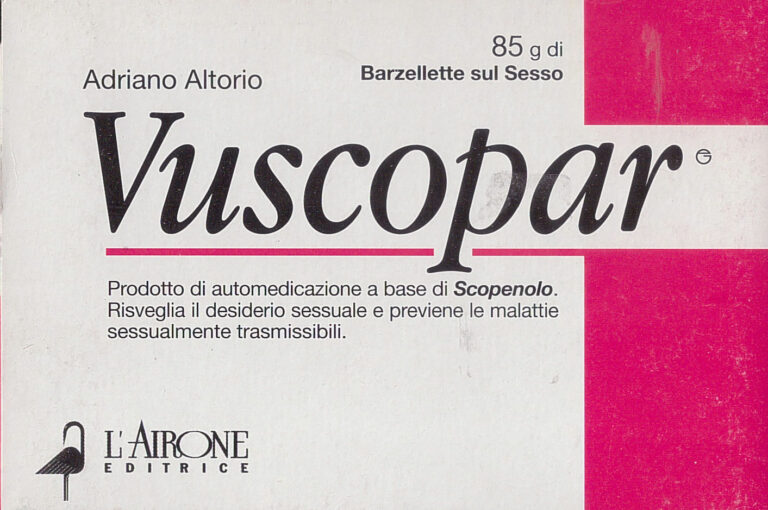 85 g di
Barzellette sul Sesso
Adriano Altorio
Vuscopar
Prodotto di automedicazione a base di Scopenolo.
Risveglia il desiderio sessuale e previene le malattie
sessualmente trasmissibili.
L'AIRONE
EDITRICE